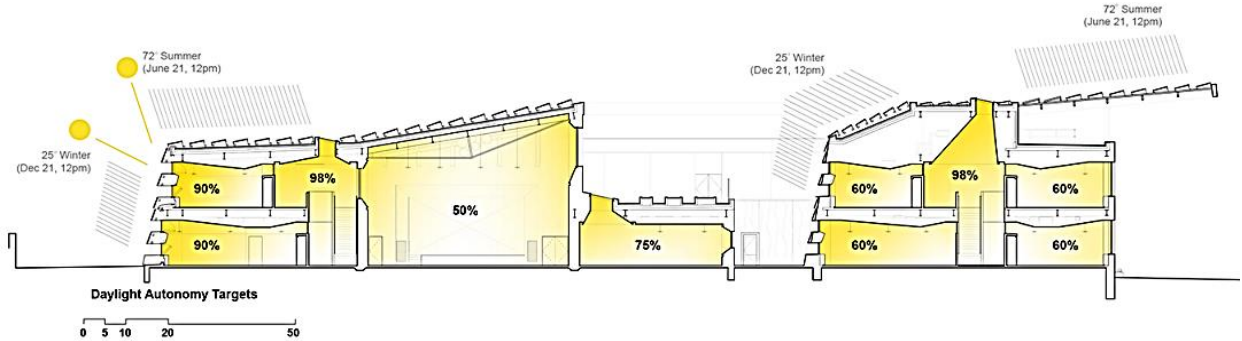 72° Summer
(June 21, 12pm)
25° Winter
(Dec 21, 12pm)
25° Winter
(Dec 21, 12pm)
72° Summer
(June 21, 12pm)
90%
98%
50%
60%
98%
60%
90%
75%
60%
60%
Daylight Autonomy Targets
0 5 10 20 50